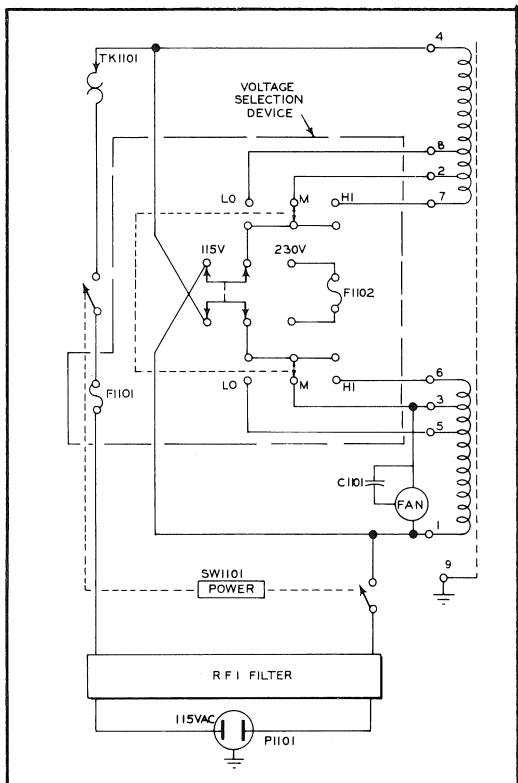 TK1101
4
VOLTAGE
SELECTION
DEVICE
8
2
LO
M
HI
7
115V
230V
F1102
6
LO
M
HI
3
F1101
5
C1101
FAN
1
9
SW1101
POWER
RFI FILTER
115VAC
P1101